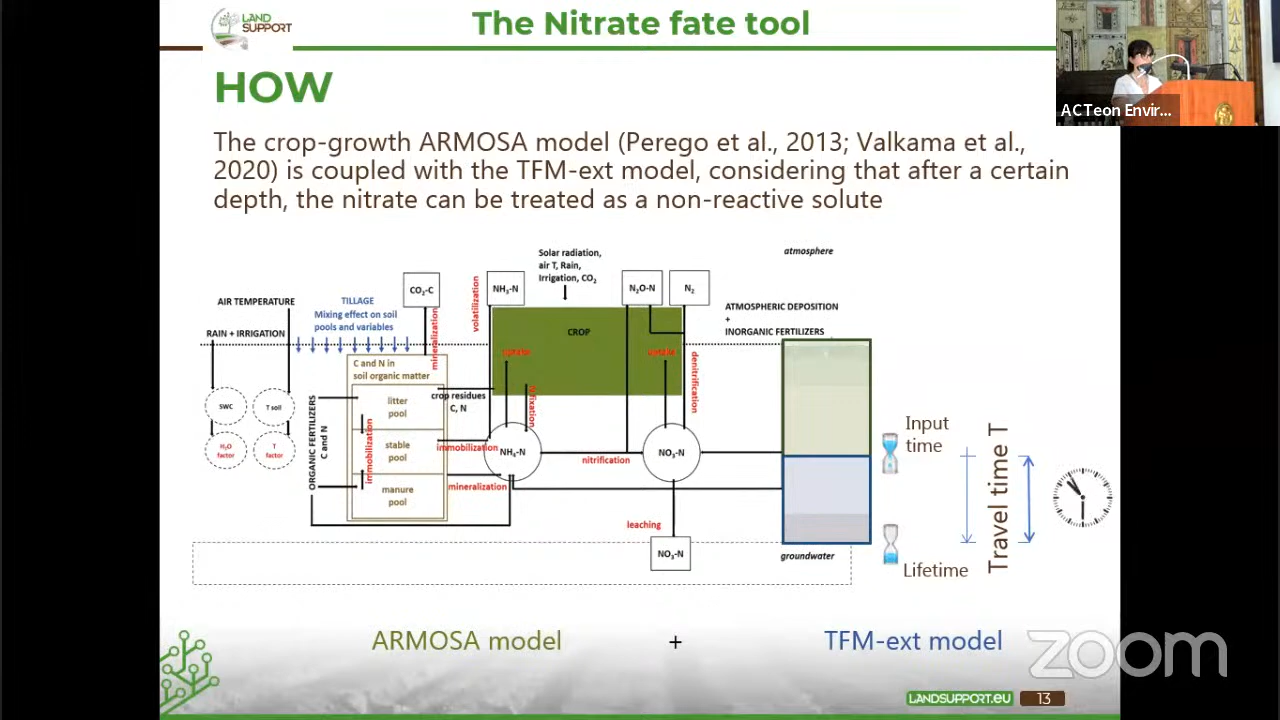 LAND
SUPPORT
The Nitrate fate tool
ACTeon Envir...
HOW
The crop-growth ARMOSA model (Perego et al., 2013; Valkama et al.,
2020) is coupled with the TFM-ext model, considering that after a certain
depth, the nitrate can be treated as a non-reactive solute
Solar radiation,
air T, Rain,
Irrigation, CO₂
atmosphere
CO₂-C
NH₃-N
N₂O-N
N₂
AIR TEMPERATURE
TILLAGE
Mixing effect on soil
pools and variables
RAIN + IRRIGATION
mineralization
volatilization
CROP
ATMOSPHERIC DEPOSITION
+
INORGANIC FERTILIZERS
uptake
uptake
denitrification
C and N in
soil organic matter
crop residues
C, N
litter
pool
stable
pool
manure
pool
SWC
T soil
H₂O
factor
T
factor
ORGANIC FERTILIZERS
C and N
immobilization
immobilization
mineralization
NH₄-N
nitrification
NO₃-N
leaching
NO₃-N
groundwater
Input
time
Lifetime
Travel time T
ARMOSA model
+
TFM-ext model
zoom
LANDSUPPORT.EU
13